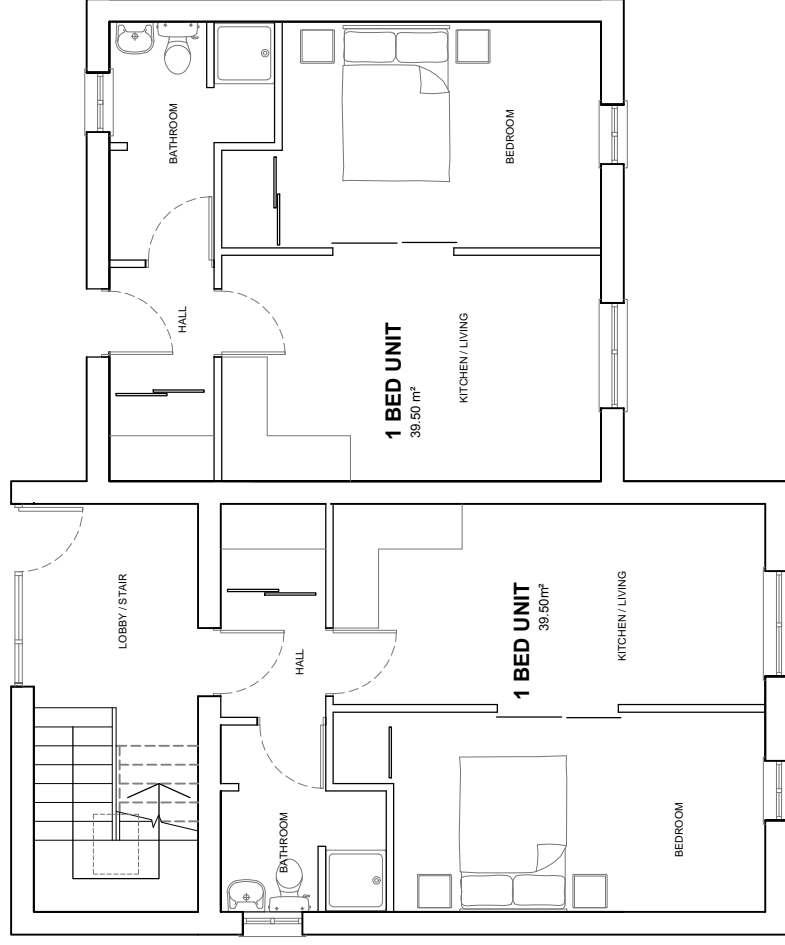 BATHROOM
BEDROOM
HALL
1 BED UNIT
39.50 m²
KITCHEN / LIVING
LOBBY / STAIR
HALL
1 BED UNIT
39.50m²
KITCHEN / LIVING
BATHROOM
BEDROOM